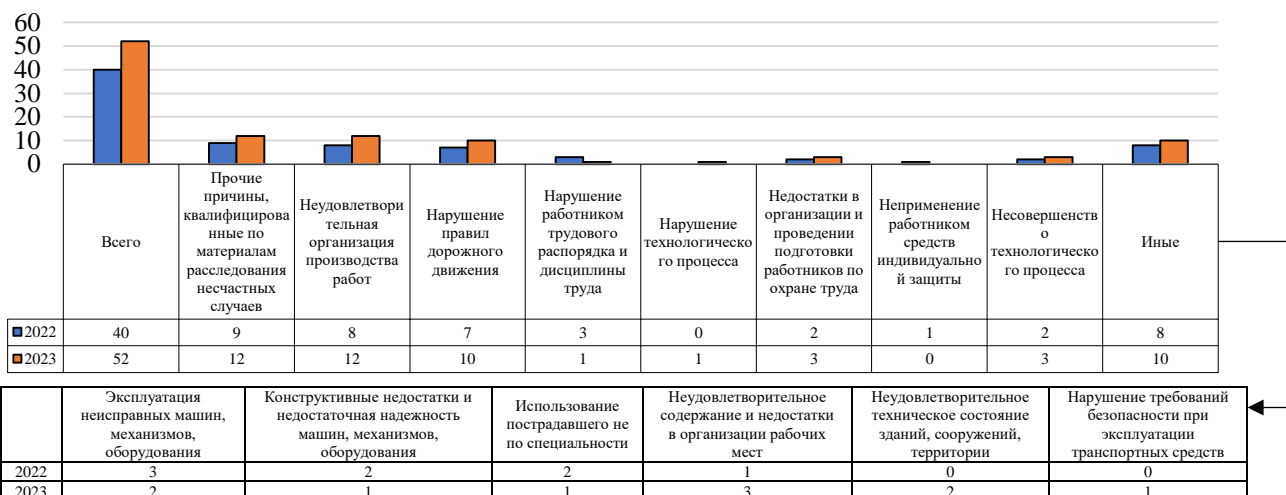 60
50
40
30
20
10
0
Всего
Прочие
причины,
квалифицирова
нные по
материалам
расследования
несчастных
случаев
Неудовлетвори
тельная
организация
производства
работ
Нарушение
правил
дорожного
движения
Нарушение
работником
трудового
распорядка и
дисциплины
труда
Нарушение
технологическо
го процесса
Недостатки в
организации и
проведении
подготовки
работников по
охране труда
Неприменение
работником
средств
индивидуально
й защиты
Несовершенств
о
технологическо
го процесса
Иные
2022 40 9 8 7 3 0 2 1 2 8
2023 52 12 12 10 1 1 3 0 3 10
Эксплуатация
неисправных машин,
механизмов,
оборудования
Конструктивные недостатки и
недостаточная надежность
машин, механизмов,
оборудования
Использование
пострадавшего не
по специальности
Неудовлетворительное
содержание и недостатки
в организации рабочих
мест
Неудовлетворительное
техническое состояние
зданий, сооружений,
территории
Нарушение требований
безопасности при
эксплуатации
транспортных средств
2022 3 2 2 1 0 0
2023 2 1 1 3 2 1